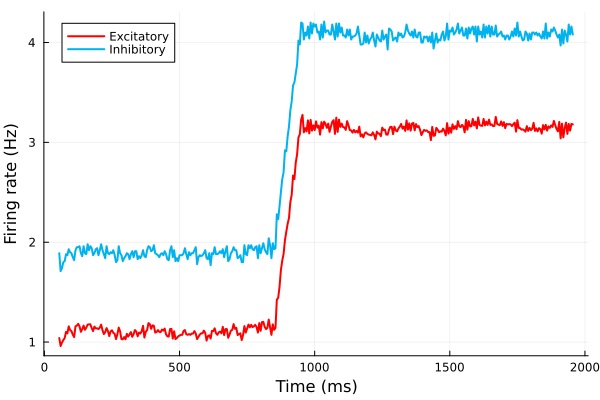 Excitatory
Inhibitory
Firing rate (Hz)
4
3
2
1
0
500
1000
1500
2000
Time (ms)